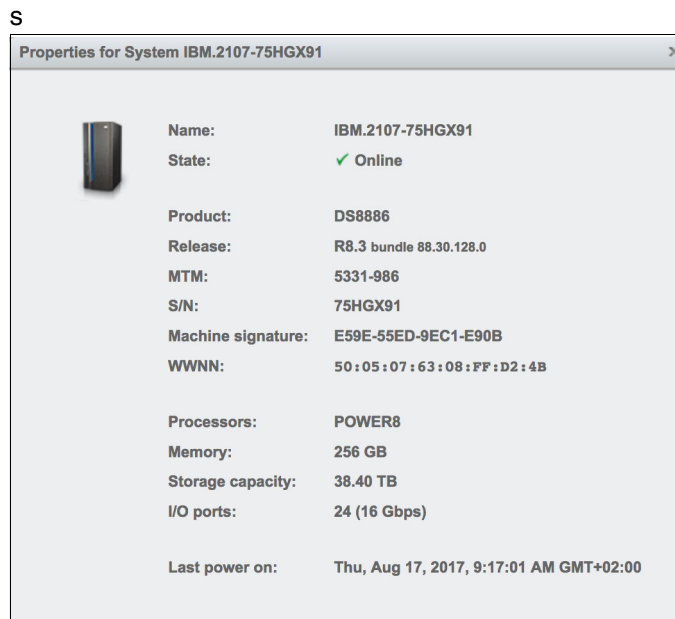 S
Properties for System IBM.2107-75HGX91
Name: IBM.2107-75HGX91
State: ✓ Online
Product: DS8886
Release: R8.3 bundle 88.30.128.0
MTM: 5331-986
S/N: 75HGX91
Machine signature: E59E-55ED-9EC1-E90B
WWNN: 50:05:07:63:08:FF:D2:4B
Processors: POWER8
Memory: 256 GB
Storage capacity: 38.40 TB
I/O ports: 24 (16 Gbps)
Last power on: Thu, Aug 17, 2017, 9:17:01 AM GMT+02:00